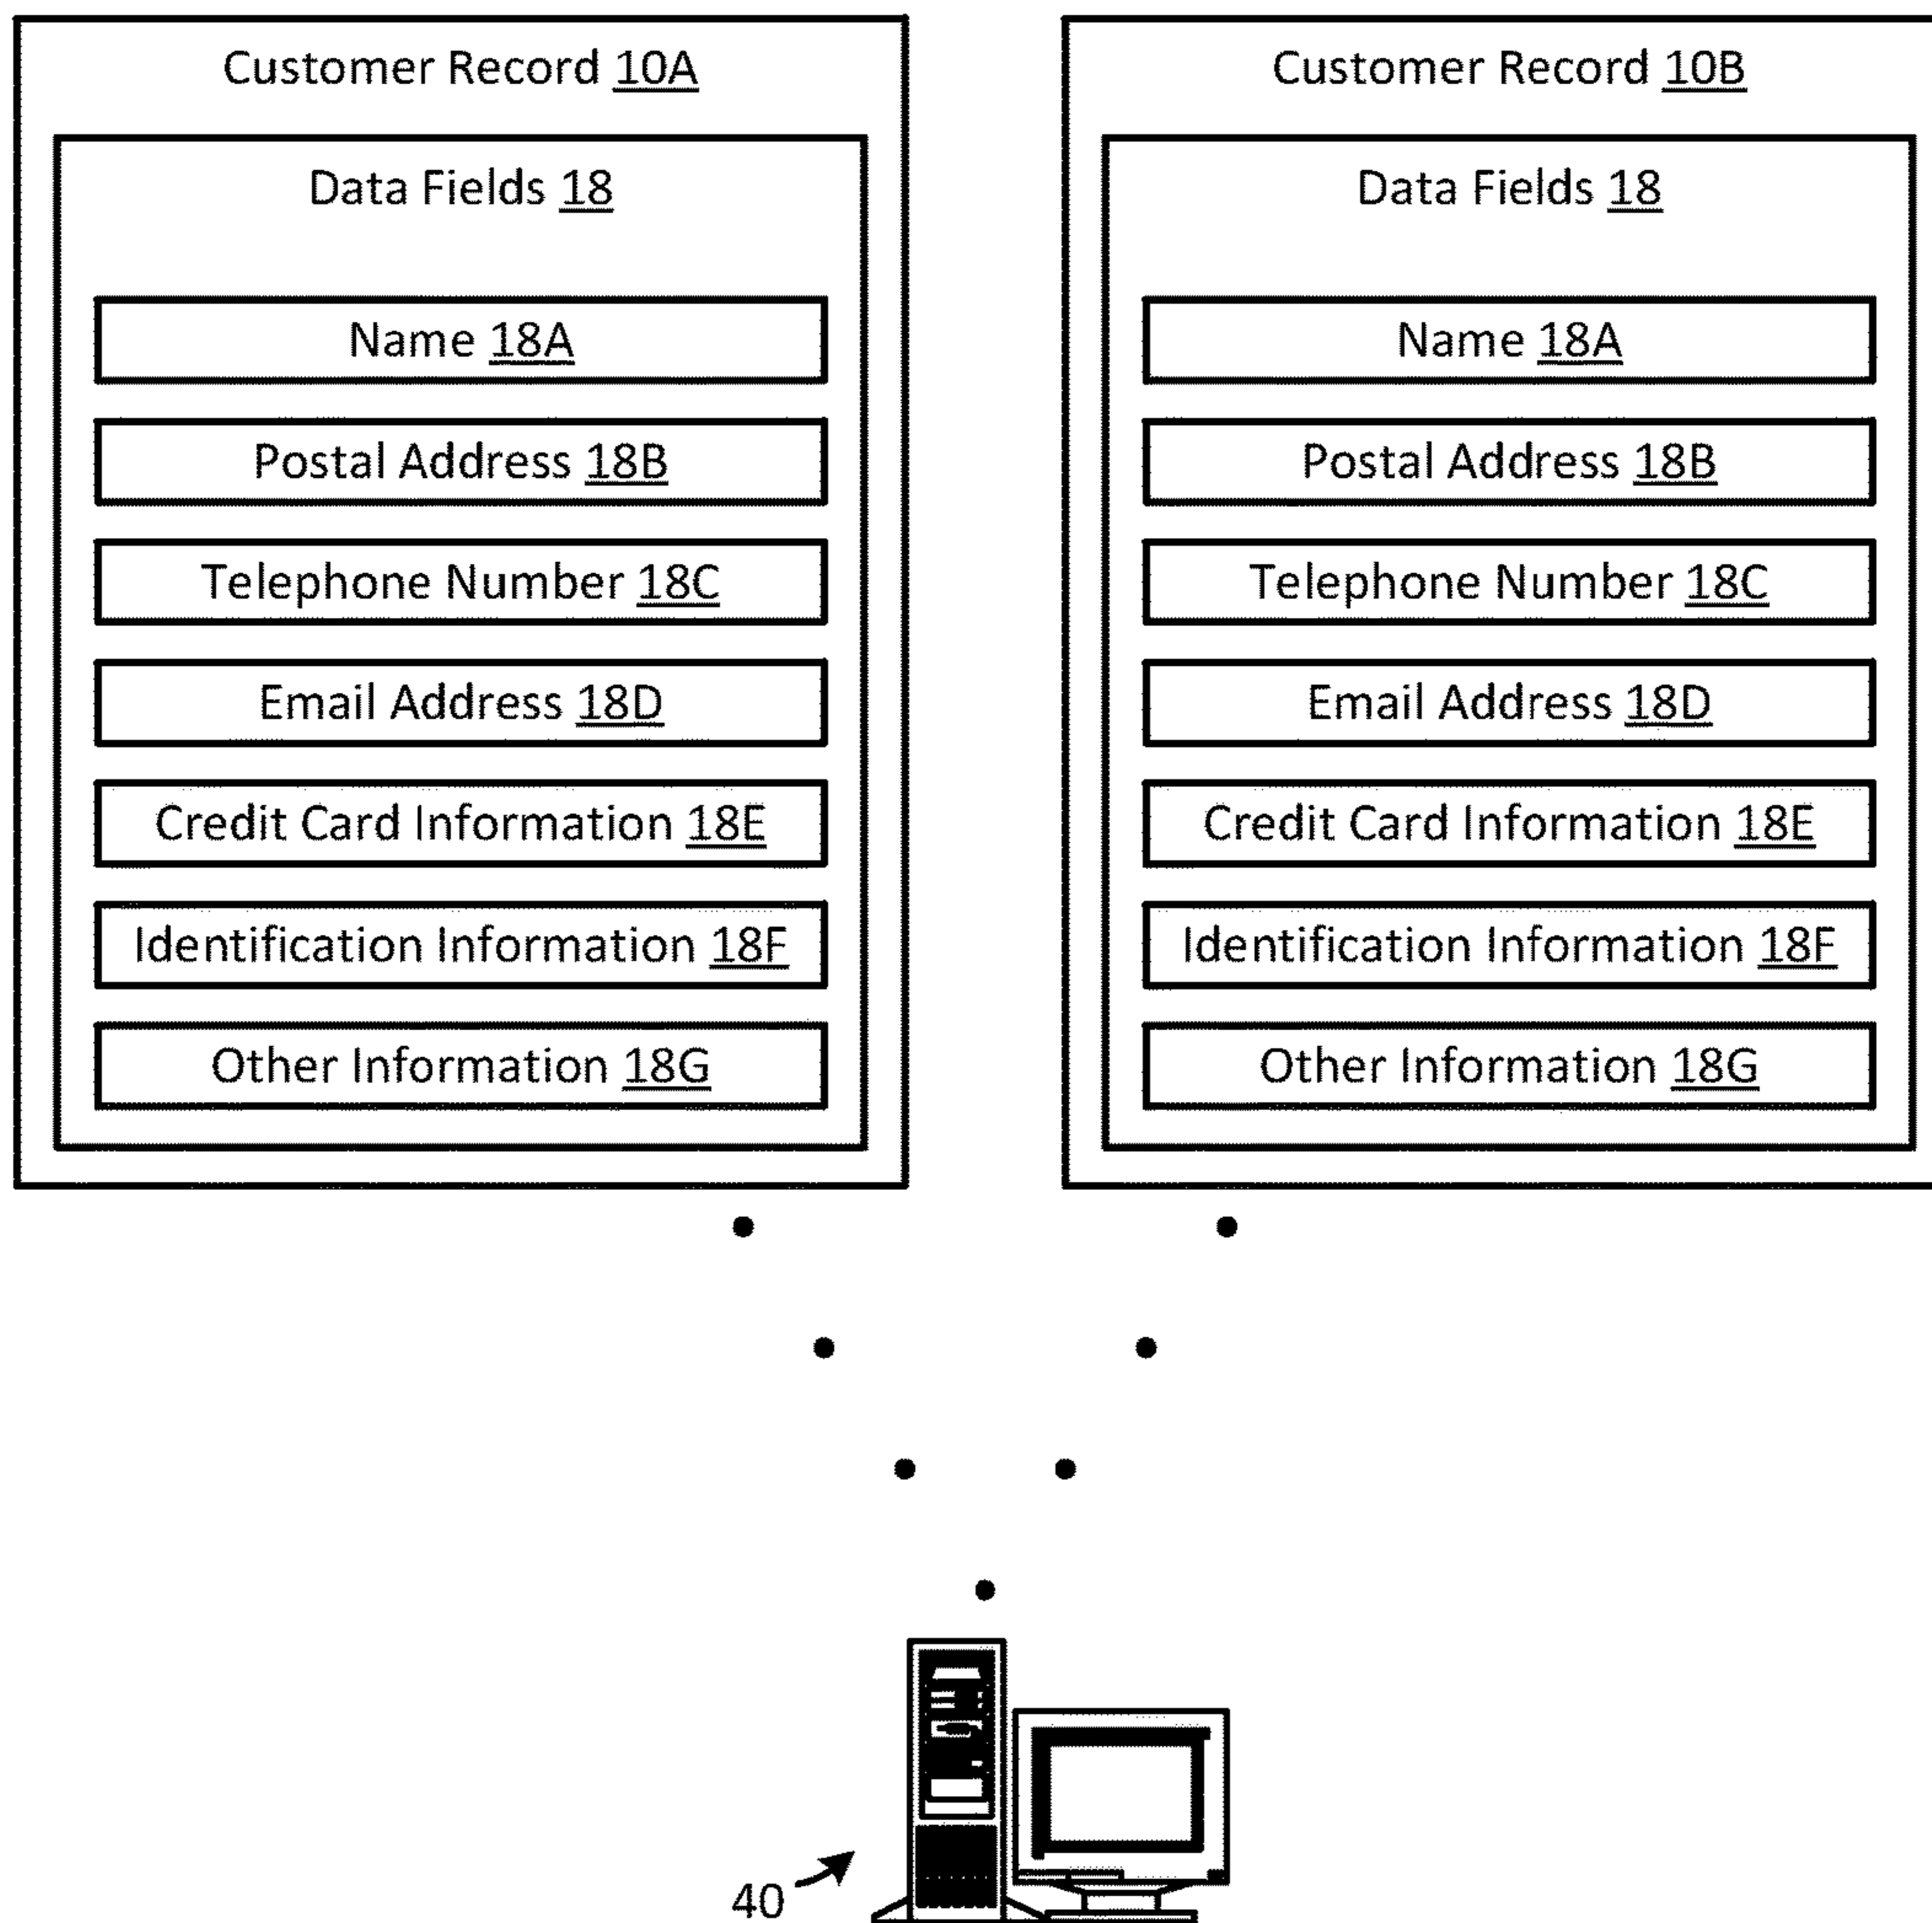 Customer Record 10A
Data Fields 18
Name 18A
Postal Address 18B
Telephone Number 18C
Email Address 18D
Credit Card Information 18E
Identification Information 18F
Other Information 18G
Customer Record 10B
Data Fields 18
Name 18A
Postal Address 18B
Telephone Number 18C
Email Address 18D
Credit Card Information 18E
Identification Information 18F
Other Information 18G
40